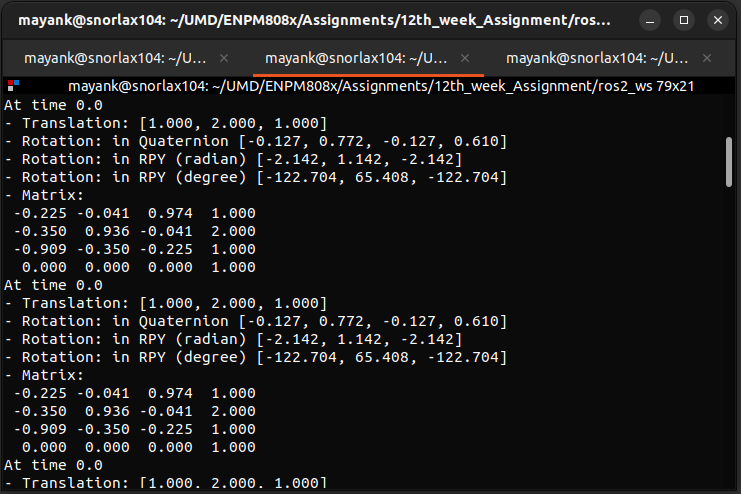 mayank@snorlax104: ~/UMD/ENPM808x/Assignments/12th_week_Assignment/ros...
mayank@snorlax104: ~/U... mayank@snorlax104: ~/U... mayank@snorlax104: ~/U...
mayank@snorlax104: ~/UMD/ENPM808x/Assignments/12th_week_Assignment/ros2_ws 79x21
At time 0.0
- Translation: [1.000, 2.000, 1.000]
- Rotation: in Quaternion [-0.127, 0.772, -0.127, 0.610]
- Rotation: in RPY (radian) [-2.142, 1.142, -2.142]
- Rotation: in RPY (degree) [-122.704, 65.408, -122.704]
- Matrix:
 -0.225 -0.041  0.974  1.000
 -0.350  0.936 -0.041  2.000
 -0.909 -0.350 -0.225  1.000
  0.000  0.000  0.000  1.000
At time 0.0
- Translation: [1.000, 2.000, 1.000]
- Rotation: in Quaternion [-0.127, 0.772, -0.127, 0.610]
- Rotation: in RPY (radian) [-2.142, 1.142, -2.142]
- Rotation: in RPY (degree) [-122.704, 65.408, -122.704]
- Matrix:
 -0.225 -0.041  0.974  1.000
 -0.350  0.936 -0.041  2.000
 -0.909 -0.350 -0.225  1.000
  0.000  0.000  0.000  1.000
At time 0.0
- Translation: [1.000, 2.000, 1.000]